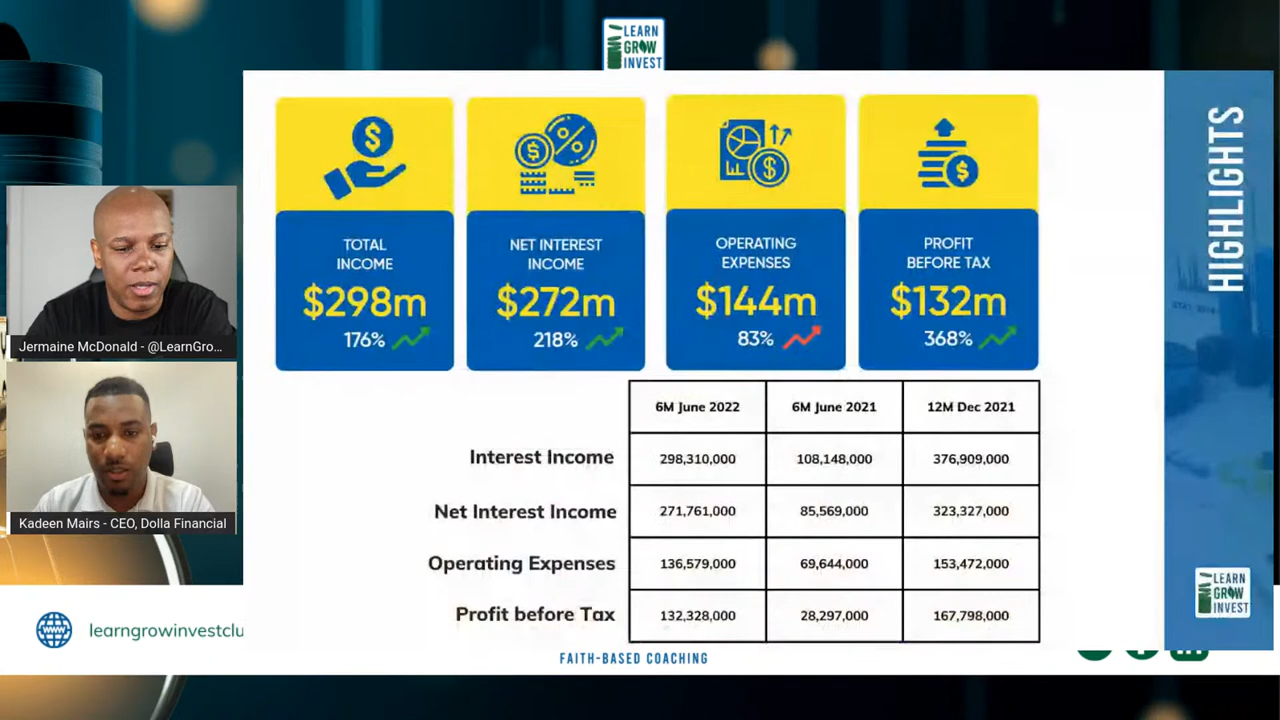 LEARN
GROW
INVEST
TOTAL
INCOME
$298m
176%
NET INTEREST
INCOME
$272m
218%
OPERATING
EXPENSES
$144m
83%
PROFIT
BEFORE TAX
$132m
368%
HIGHLIGHTS
Jermaine McDonald - @LearnGro...
Kadeen Mairs - CEO, Dolla Financial
6M June 2022 6M June 2021 12M Dec 2021
Interest Income 298,310,000 108,148,000 376,909,000
Net Interest Income 271,761,000 85,569,000 323,327,000
Operating Expenses 136,579,000 69,644,000 153,472,000
Profit before Tax 132,328,000 28,297,000 167,798,000
LEARN
GROW
INVEST
www
learngrowinvestclu
FAITH-BASED COACHING